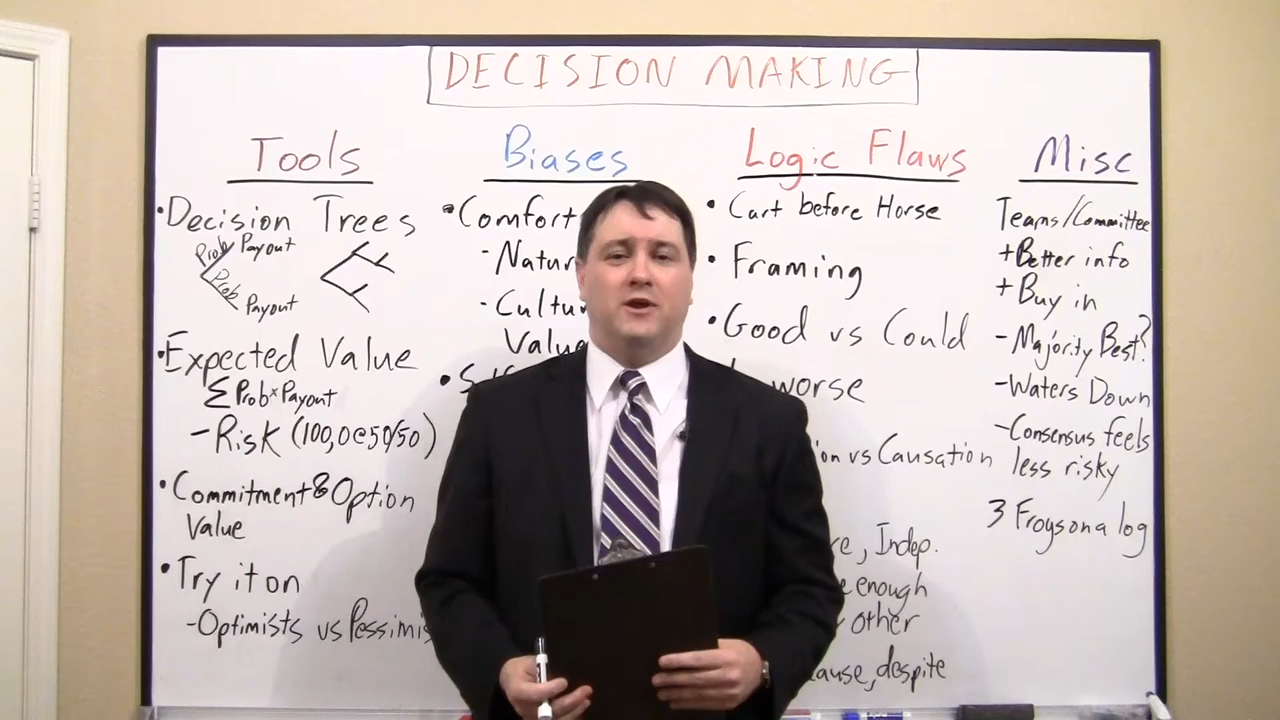 DECISION MAKING
Tools
• Decision Trees
Prob Payout
Prob Payout
• Expected Value
Σ Prob x Payout
- Risk (100,0@50/50)
• Commitment & Option
Value
• Try it on
- Optimists vs Pessimis
Biases
• Comfort
- Natur
- Cultu
Value
• S
Logic Flaws
• Cart before Horse
• Framing
• Good vs Could
worse
ion vs Causation
re, Indep.
enough
other
ause, despite
Misc
Teams/Committee
+ Better info
+ Buy in
- Majority Best?
- Waters Down
- Consensus feels
less risky
3 Frogs on a log